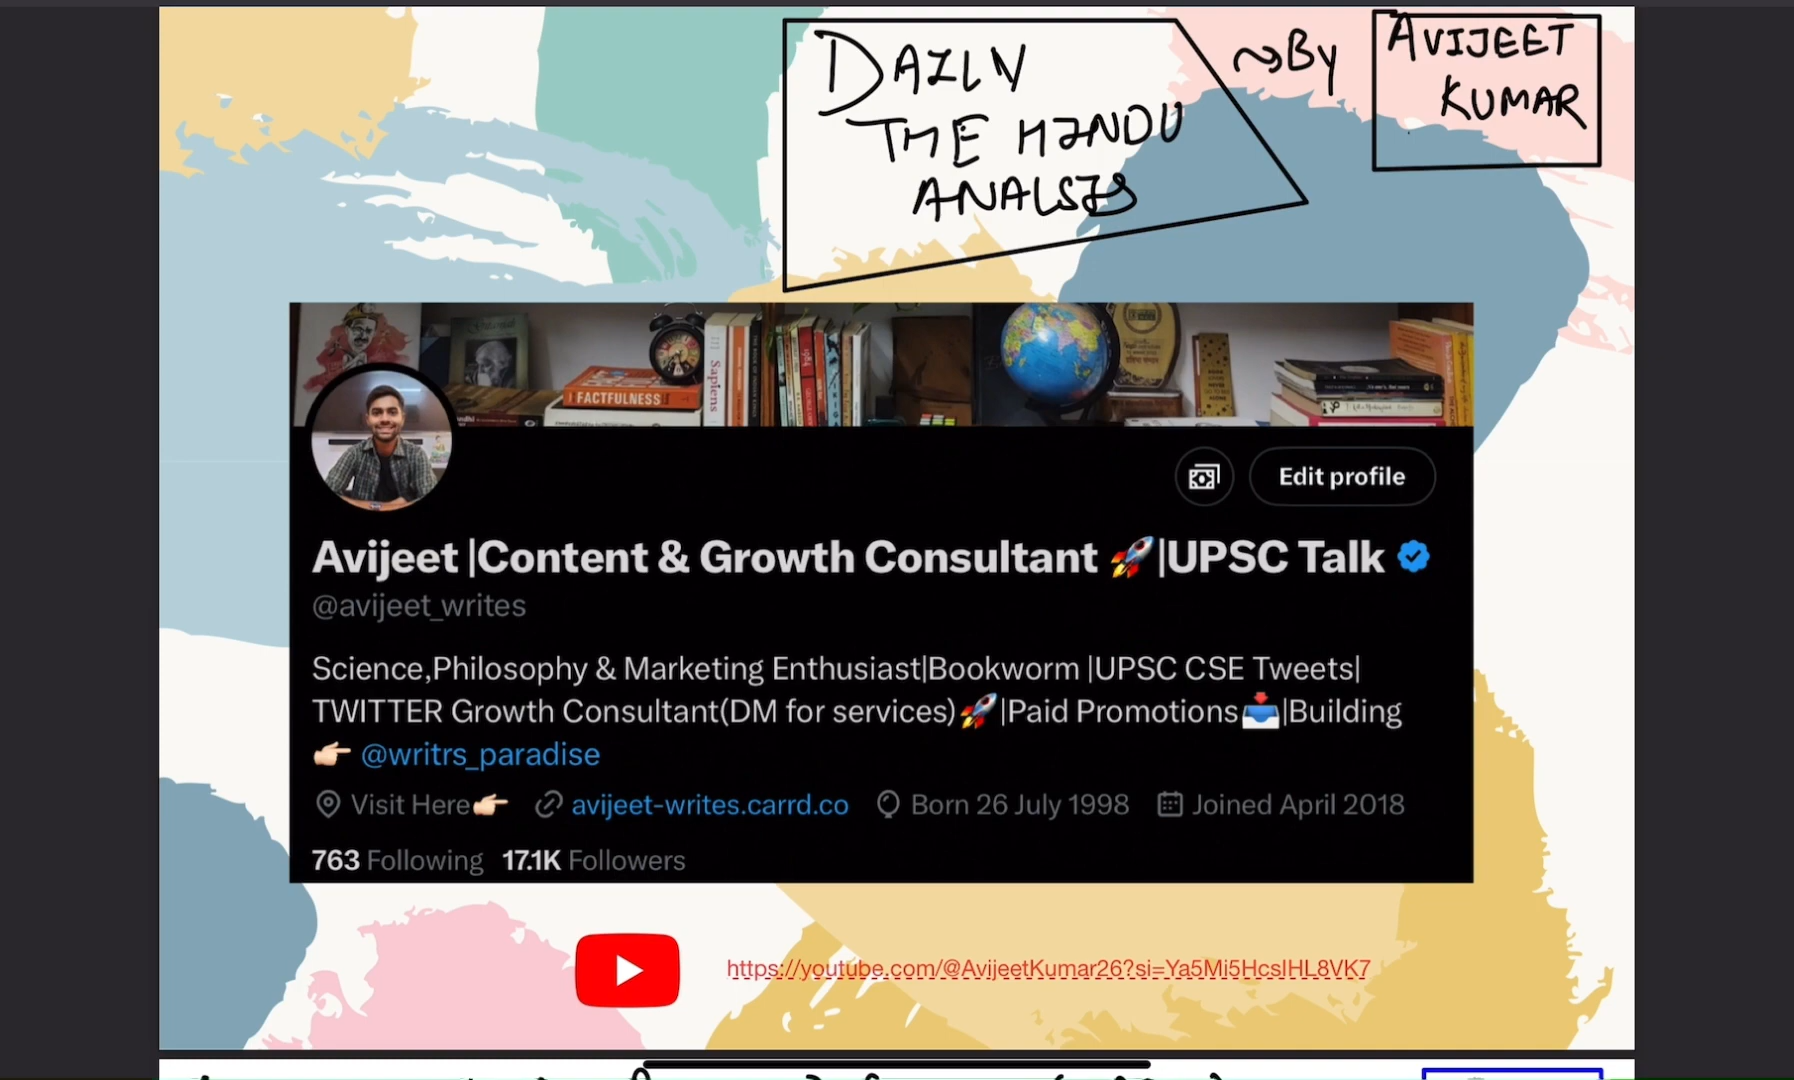 DAILY
THE HINDU
ANALSIS
By
AVIJEET
KUMAR
FACTFULNESS
Sapiens
Edit profile
Avijeet |Content & Growth Consultant 🚀|UPSC Talk
@avijeet_writes
Science,Philosophy & Marketing Enthusiast|Bookworm |UPSC CSE Tweets|
TWITTER Growth Consultant(DM for services)🚀|Paid Promotions📥|Building
👉🏻 @writrs_paradise
Visit Here👉🏻 avijeet-writes.carrd.co Born 26 July 1998 Joined April 2018
763 Following 17.1K Followers
https://youtube.com/@AvijeetKumar26?si=Ya5Mi5HcsIHL8VK7